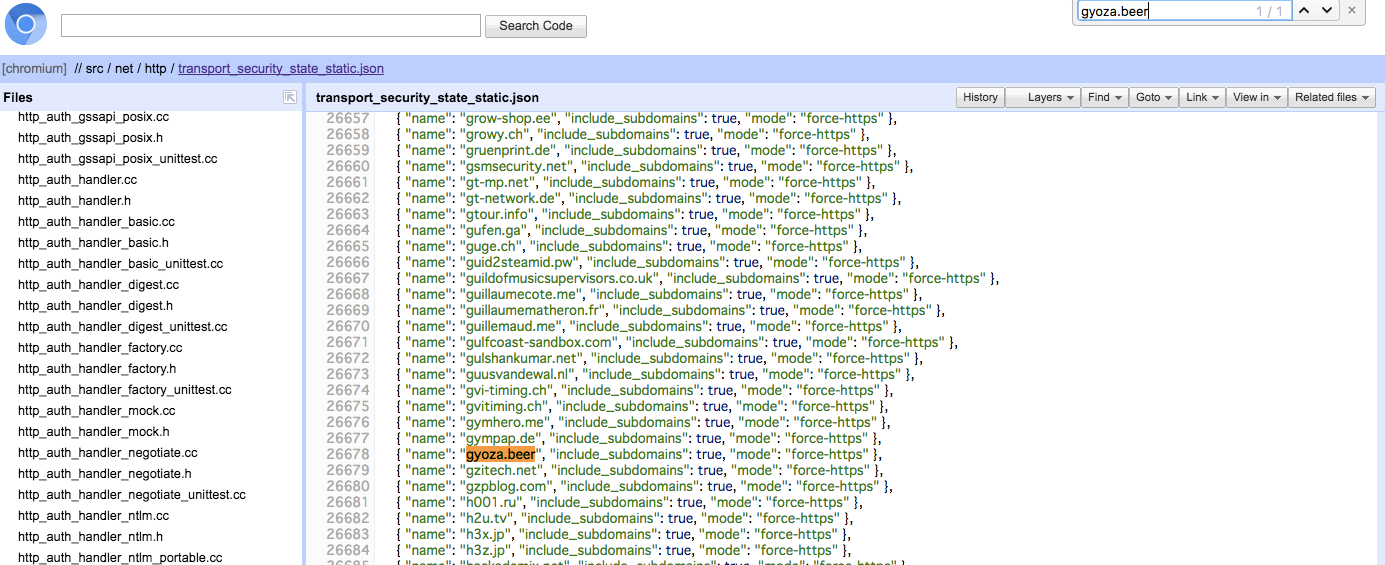 gyoza.beer 1 / 1
Search Code
[chromium] // src / net / http / transport_security_state_static.json
Files
http_auth_gssapi_posix.cc
http_auth_gssapi_posix.h
http_auth_gssapi_posix_unittest.cc
http_auth_handler.cc
http_auth_handler.h
http_auth_handler_basic.cc
http_auth_handler_basic.h
http_auth_handler_basic_unittest.cc
http_auth_handler_digest.cc
http_auth_handler_digest.h
http_auth_handler_digest_unittest.cc
http_auth_handler_factory.cc
http_auth_handler_factory.h
http_auth_handler_factory_unittest.cc
http_auth_handler_mock.cc
http_auth_handler_mock.h
http_auth_handler_negotiate.cc
http_auth_handler_negotiate.h
http_auth_handler_negotiate_unittest.cc
http_auth_handler_ntlm.cc
http_auth_handler_ntlm.h
http_auth_handler_ntlm_portable.cc
transport_security_state_static.json
History Layers Find Goto Link View in Related files
26657 { "name": "grow-shop.ee", "include_subdomains": true, "mode": "force-https" },
26658 { "name": "growy.ch", "include_subdomains": true, "mode": "force-https" },
26659 { "name": "gruenprint.de", "include_subdomains": true, "mode": "force-https" },
26660 { "name": "gsmsecurity.net", "include_subdomains": true, "mode": "force-https" },
26661 { "name": "gt-mp.net", "include_subdomains": true, "mode": "force-https" },
26662 { "name": "gt-network.de", "include_subdomains": true, "mode": "force-https" },
26663 { "name": "gtour.info", "include_subdomains": true, "mode": "force-https" },
26664 { "name": "gufen.ga", "include_subdomains": true, "mode": "force-https" },
26665 { "name": "guge.ch", "include_subdomains": true, "mode": "force-https" },
26666 { "name": "guid2steamid.pw", "include_subdomains": true, "mode": "force-https" },
26667 { "name": "guildofmusicsupervisors.co.uk", "include_subdomains": true, "mode": "force-https" },
26668 { "name": "guillaumecote.me", "include_subdomains": true, "mode": "force-https" },
26669 { "name": "guillaumematheron.fr", "include_subdomains": true, "mode": "force-https" },
26670 { "name": "guillemaud.me", "include_subdomains": true, "mode": "force-https" },
26671 { "name": "gulfcoast-sandbox.com", "include_subdomains": true, "mode": "force-https" },
26672 { "name": "gulshankumar.net", "include_subdomains": true, "mode": "force-https" },
26673 { "name": "guusvandewal.nl", "include_subdomains": true, "mode": "force-https" },
26674 { "name": "gvi-timing.ch", "include_subdomains": true, "mode": "force-https" },
26675 { "name": "gvitiming.ch", "include_subdomains": true, "mode": "force-https" },
26676 { "name": "gymhero.me", "include_subdomains": true, "mode": "force-https" },
26677 { "name": "gympap.de", "include_subdomains": true, "mode": "force-https" },
26678 { "name": "gyoza.beer", "include_subdomains": true, "mode": "force-https" },
26679 { "name": "gzitech.net", "include_subdomains": true, "mode": "force-https" },
26680 { "name": "gzpblog.com", "include_subdomains": true, "mode": "force-https" },
26681 { "name": "h001.ru", "include_subdomains": true, "mode": "force-https" },
26682 { "name": "h2u.tv", "include_subdomains": true, "mode": "force-https" },
26683 { "name": "h3x.jp", "include_subdomains": true, "mode": "force-https" },
26684 { "name": "h3z.jp", "include_subdomains": true, "mode": "force-https" },